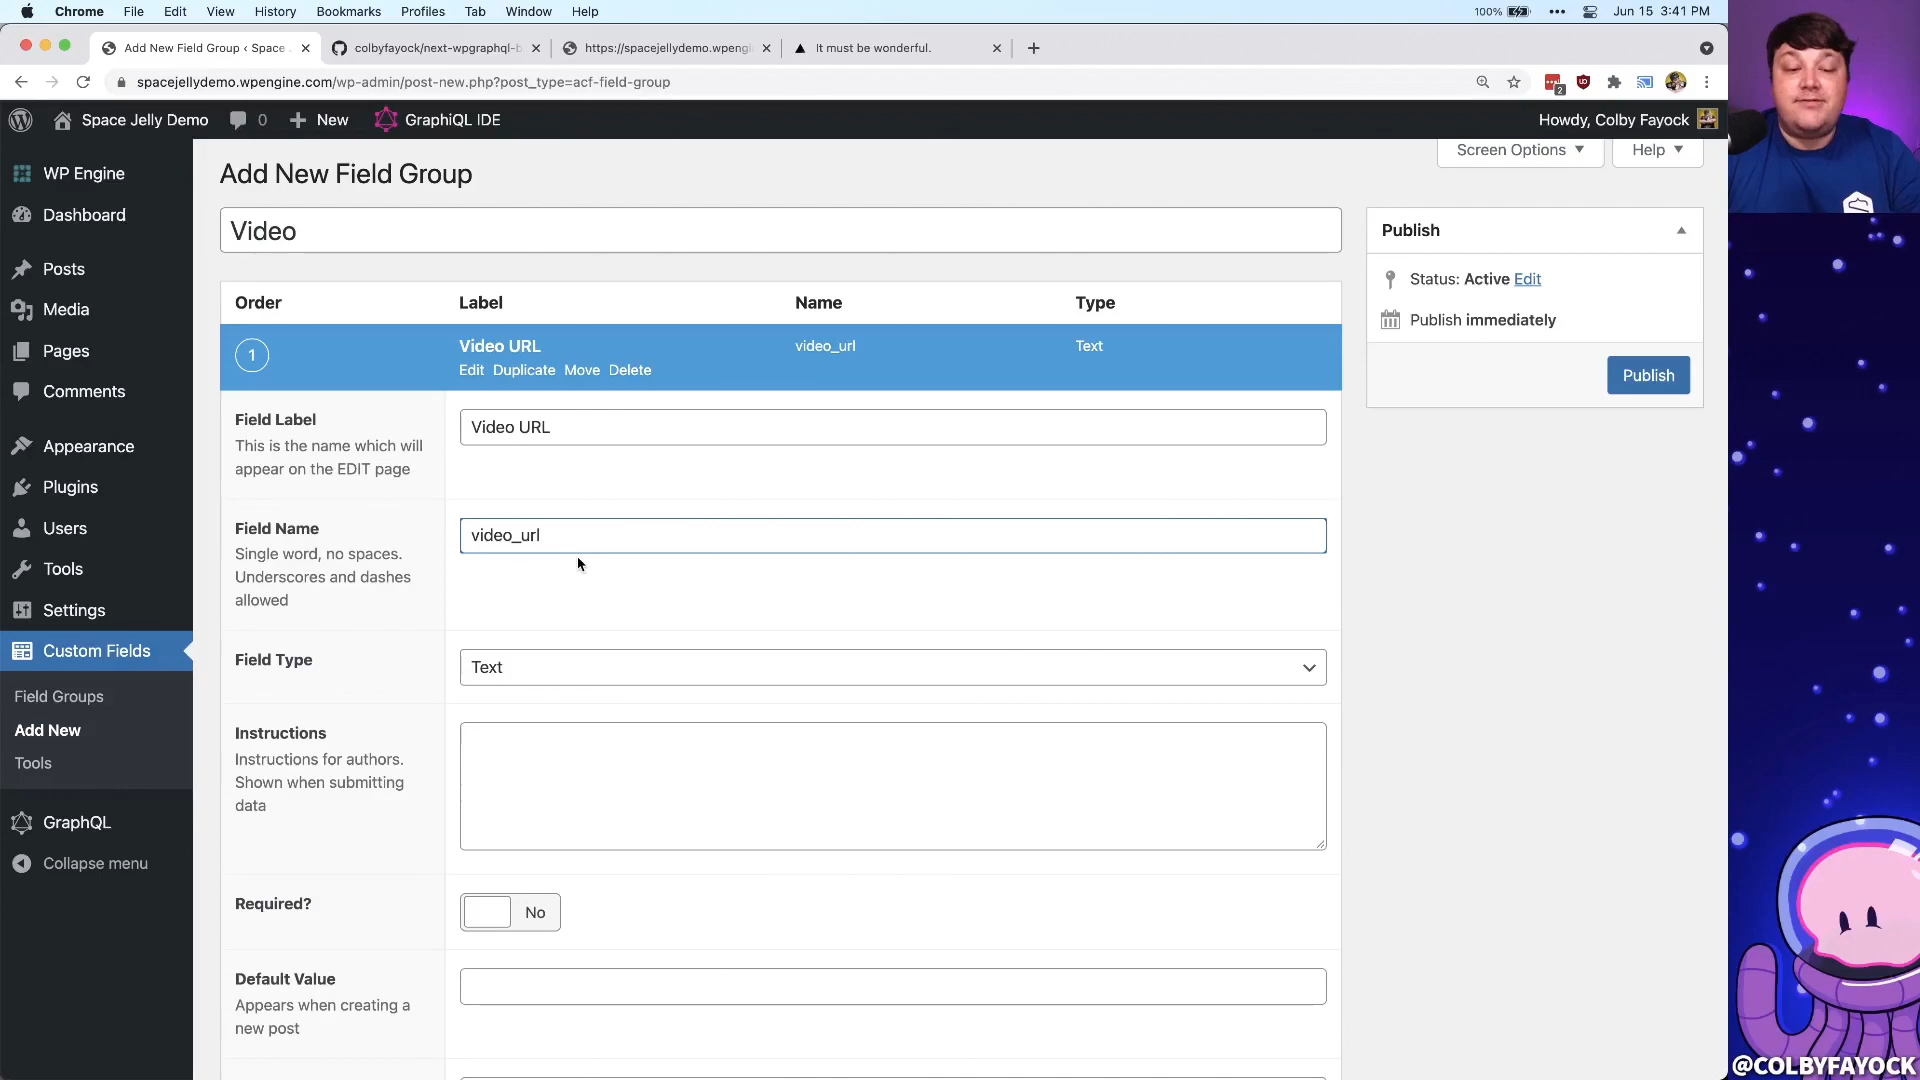 Chrome File Edit View History Bookmarks Profiles Tab Window Help 100% Jun 15 3:41 PM
Add New Field Group ‹ Space colbyfayock/next-wpgraphql-b https://spacejellydemo.wpengi It must be wonderful.
spacejellydemo.wpengine.com/wp-admin/post-new.php?post_type=acf-field-group 2
Space Jelly Demo 0 New GraphiQL IDE Howdy, Colby Fayock
Screen Options Help
Add New Field Group
WP Engine
Dashboard
Posts
Media
Pages
Comments
Appearance
Plugins
Users
Tools
Settings
Custom Fields
Field Groups
Add New
Tools
GraphQL
Collapse menu
Video
Order Label Name Type
1 Video URL video_url Text
Edit Duplicate Move Delete
Field Label
This is the name which will
appear on the EDIT page
Video URL
Field Name
Single word, no spaces.
Underscores and dashes
allowed
video_url
Field Type
Text
Instructions
Instructions for authors.
Shown when submitting
data
Required?
No
Default Value
Appears when creating a
new post
Publish
Status: Active Edit
Publish immediately
Publish
@COLBYFAYOCK